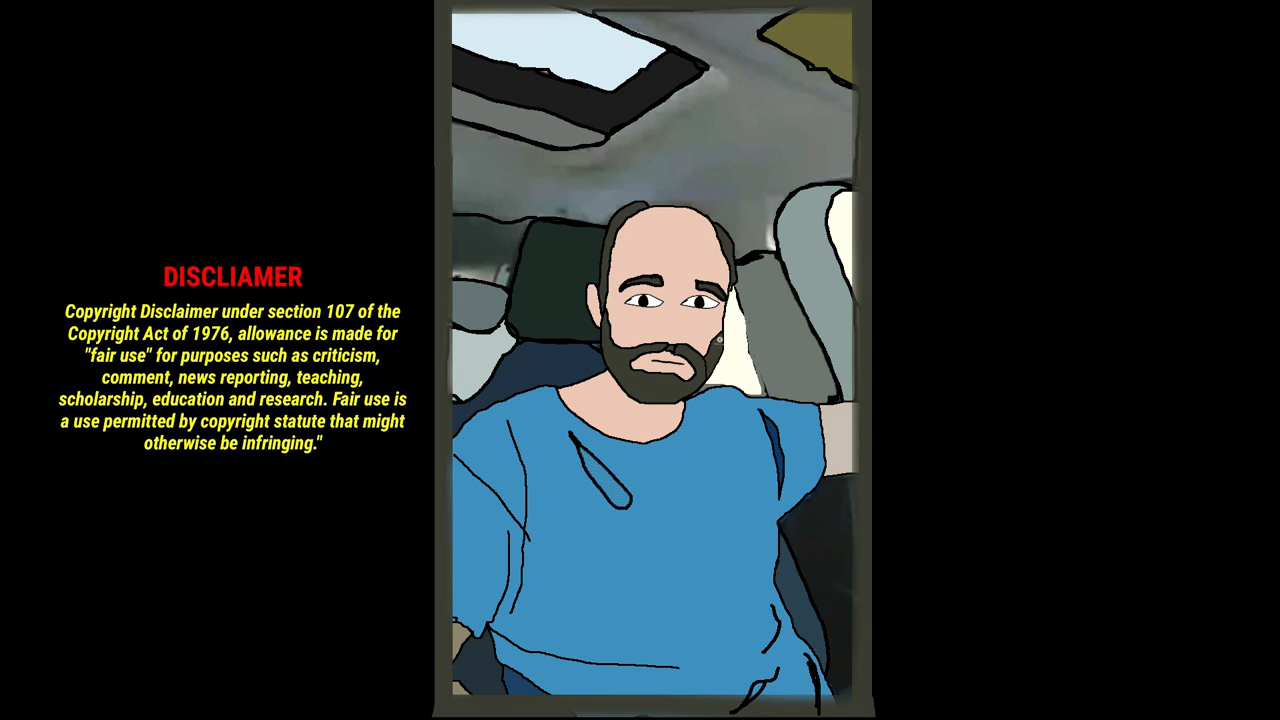 DISCLIAMER
Copyright Disclaimer under section 107 of the
Copyright Act of 1976, allowance is made for
"fair use" for purposes such as criticism,
comment, news reporting, teaching,
scholarship, education and research. Fair use is
a use permitted by copyright statute that might
otherwise be infringing."